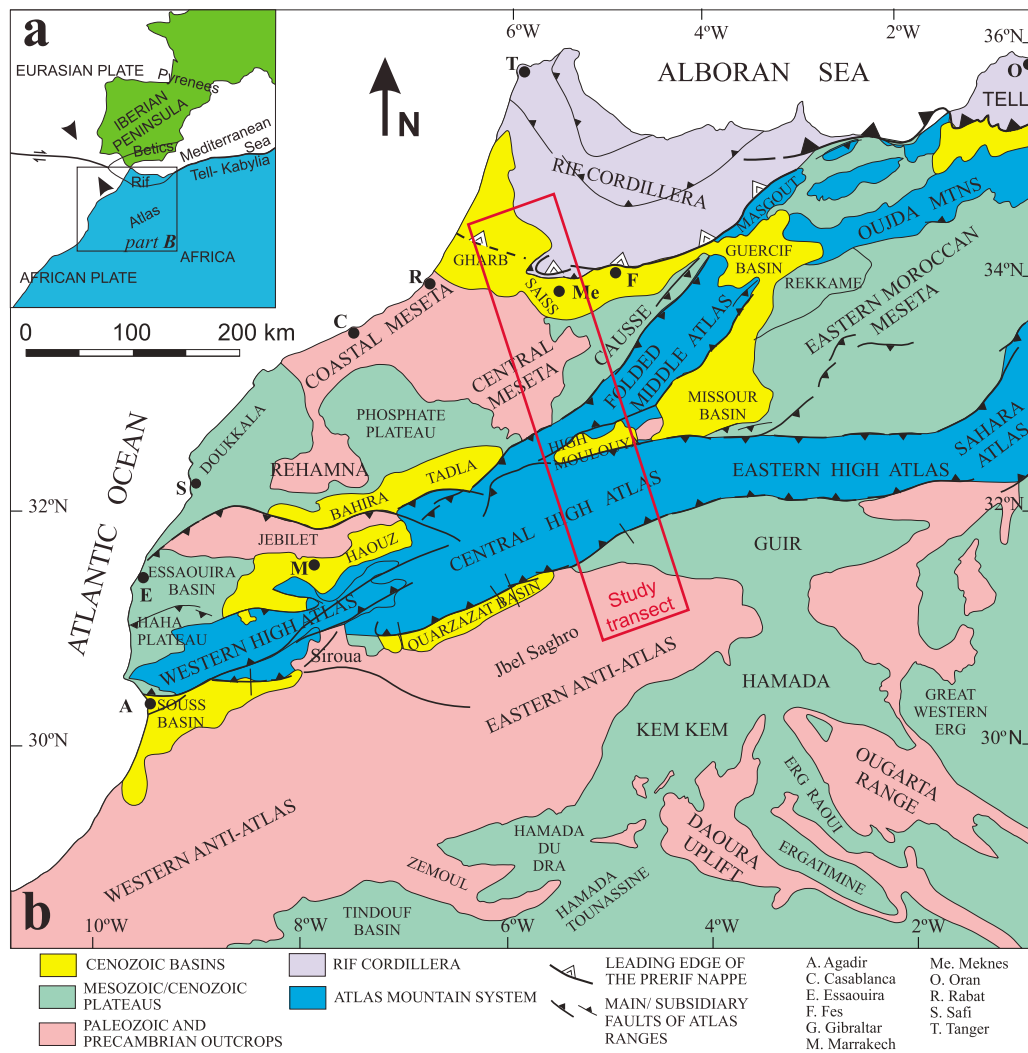 a
EURASIAN PLATE
Pyrenees
IBERIAN
PENINSULA
Betics
Mediterranean
Sea
Tell- Kabylia
Rif
Atlas
part B
AFRICA
AFRICAN PLATE
0 100 200 km
N
6ºW
4ºW
2ºW
36ºN
T
ALBORAN SEA
O
TELL
RIF CORDILLERA
MASGOUT
OUJDA MTNS
GHARB
GUERCIF
BASIN
34ºN
R
SAISS
Me
F
REKKAME
EASTERN MOROCCAN
MESETA
C
COASTAL MESETA
CENTRAL
MESETA
CAUSSE
FOLDED
MIDDLE ATLAS
MISSOUR
BASIN
PHOSPHATE
PLATEAU
DOUKKALA
HIGH
MOULOUYA
SAHARA
ATLAS
ATLANTIC OCEAN
S
REHAMNA
TADLA
BAHIRA
EASTERN HIGH ATLAS
32ºN
32ºN
CENTRAL HIGH ATLAS
JEBILET
HAOUZ
GUIR
M
ESSAOUIRA
BASIN
E
HAHA
PLATEAU
WESTERN HIGH ATLAS
OUARZAZAT BASIN
Study
transect
Siroua
Jbel Saghro
EASTERN ANTI-ATLAS
A
SOUSS
BASIN
HAMADA
GREAT
WESTERN
ERG
KEM KEM
30ºN
30ºN
OUGARTA
RANGE
ERG RAOUI
WESTERN ANTI-ATLAS
HAMADA
DU
DRA
DAOURA
UPLIFT
ERGATIMINE
ZEMOUL
HAMADA
TOUNASSINE
TINDOUF
BASIN
b
10ºW
8ºW
6ºW
4ºW
2ºW
CENOZOIC BASINS
MESOZOIC/CENOZOIC
PLATEAUS
PALEOZOIC AND
PRECAMBRIAN OUTCROPS
RIF CORDILLERA
ATLAS MOUNTAIN SYSTEM
LEADING EDGE OF
THE PRERIF NAPPE
MAIN/ SUBSIDIARY
FAULTS OF ATLAS
RANGES
A. Agadir
C. Casablanca
E. Essaouira
F. Fes
G. Gibraltar
M. Marrakech
Me. Meknes
O. Oran
R. Rabat
S. Safi
T. Tanger